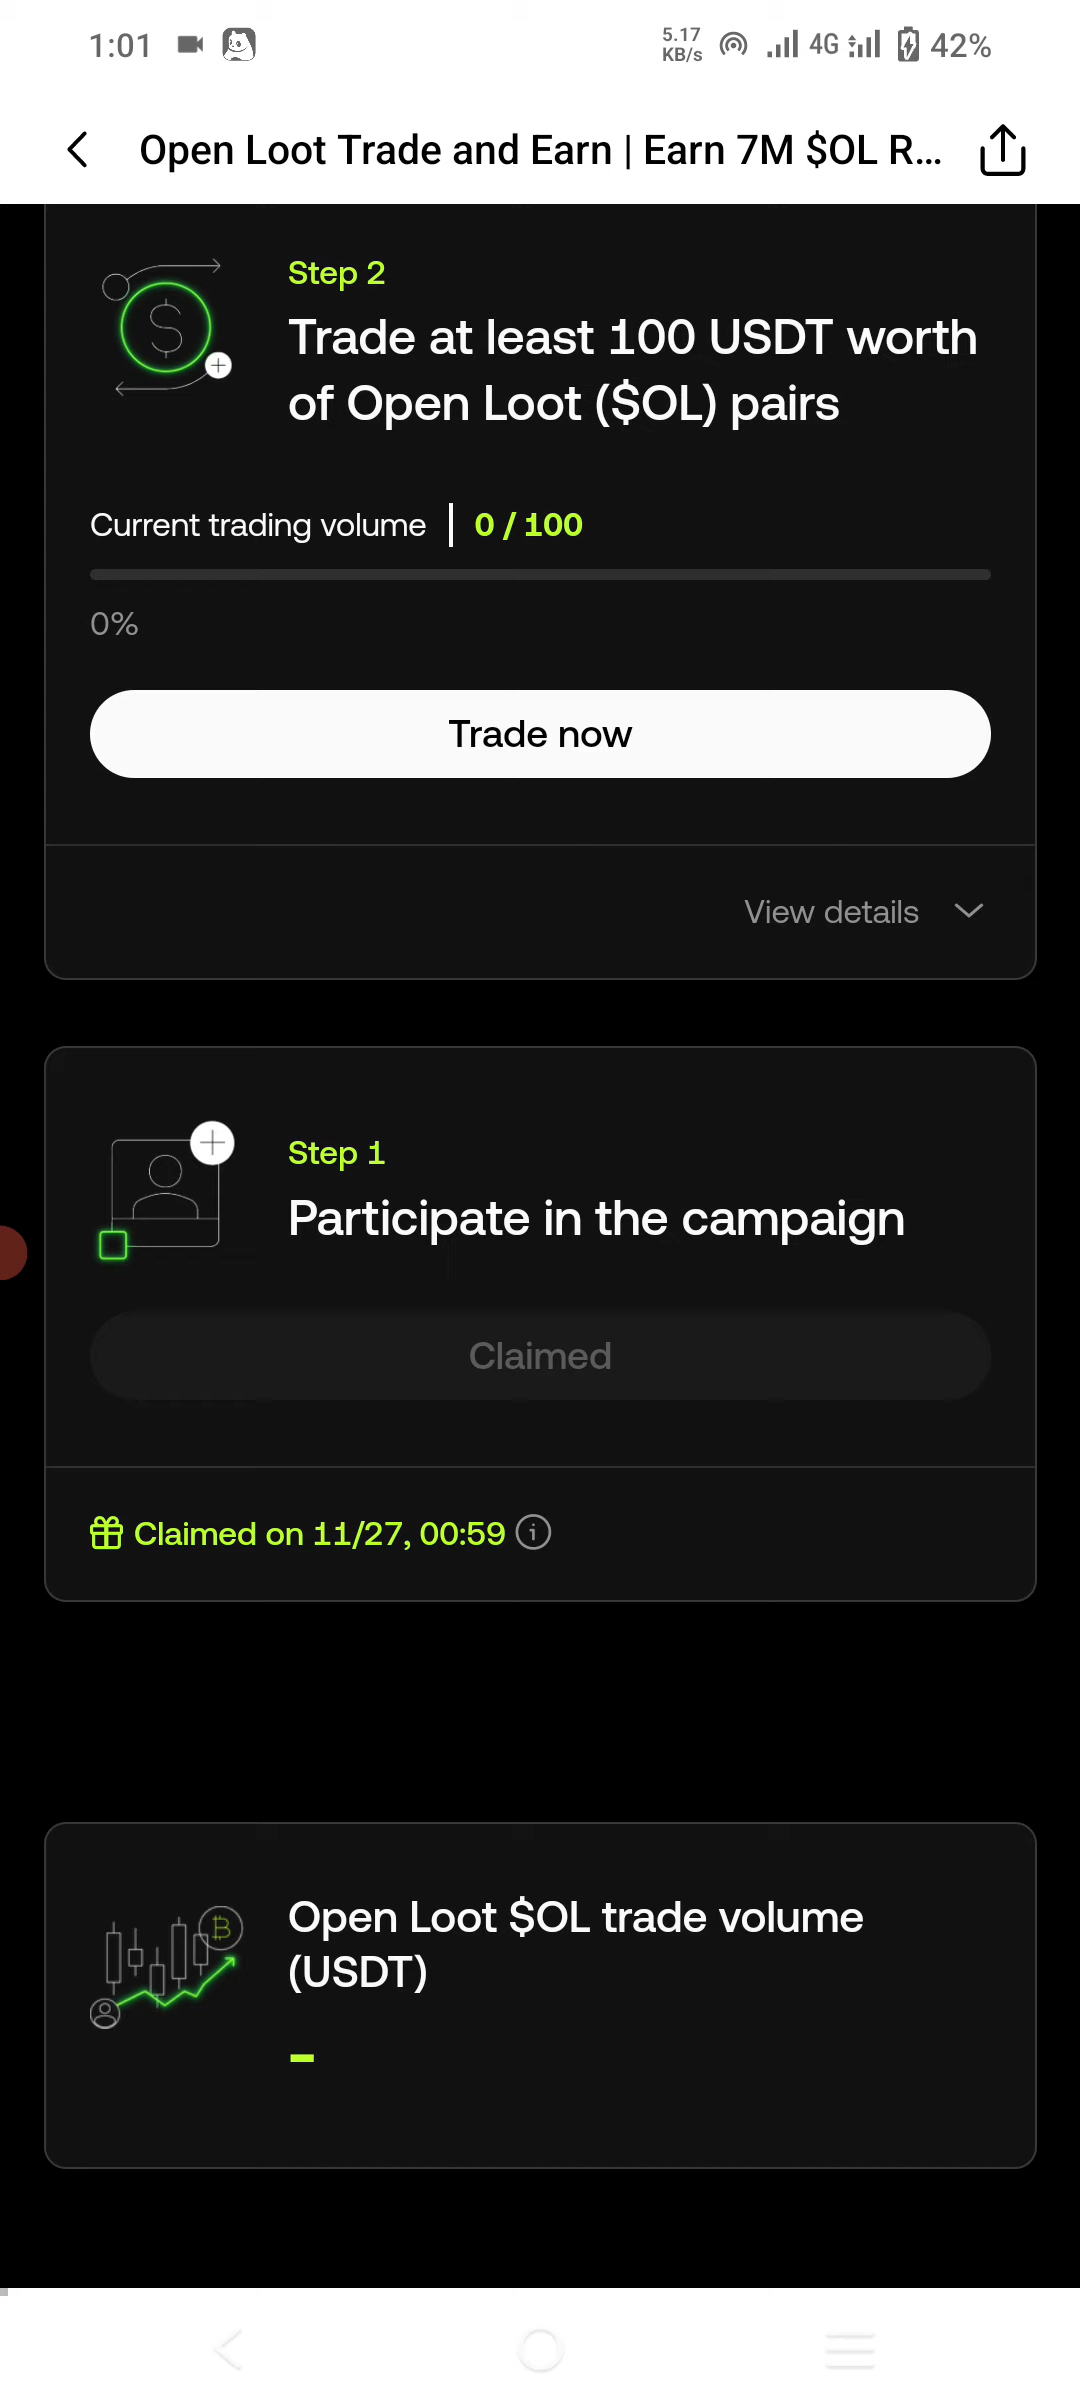 1:01
5.17 KB/s
4G
42%
Open Loot Trade and Earn | Earn 7M $OL R...
Step 2
Trade at least 100 USDT worth
of Open Loot ($OL) pairs
Current trading volume | 0 / 100
0%
Trade now
View details
Step 1
Participate in the campaign
Claimed
Claimed on 11/27, 00:59
Open Loot $OL trade volume
(USDT)
-